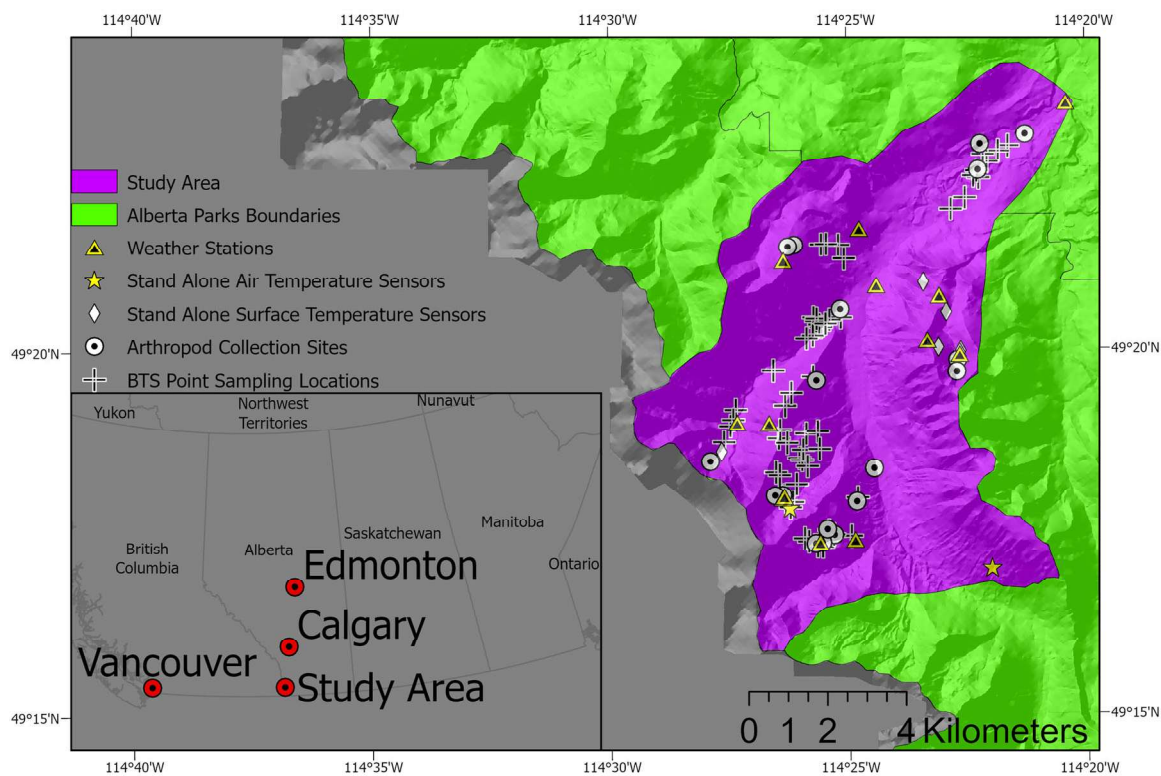 114°40'W 114°35'W 114°30'W 114°25'W 114°20'W
Study Area
Alberta Parks Boundaries
Weather Stations
Stand Alone Air Temperature Sensors
Stand Alone Surface Temperature Sensors
Arthropod Collection Sites
BTS Point Sampling Locations
49°20'N 49°20'N
Yukon
Northwest
Territories
Nunavut
British
Columbia
Alberta
Saskatchewan
Manitoba
Ontario
Edmonton
Calgary
Vancouver
Study Area
0 1 2 4 Kilometers
49°15'N 49°15'N
114°40'W 114°35'W 114°30'W 114°25'W 114°20'W